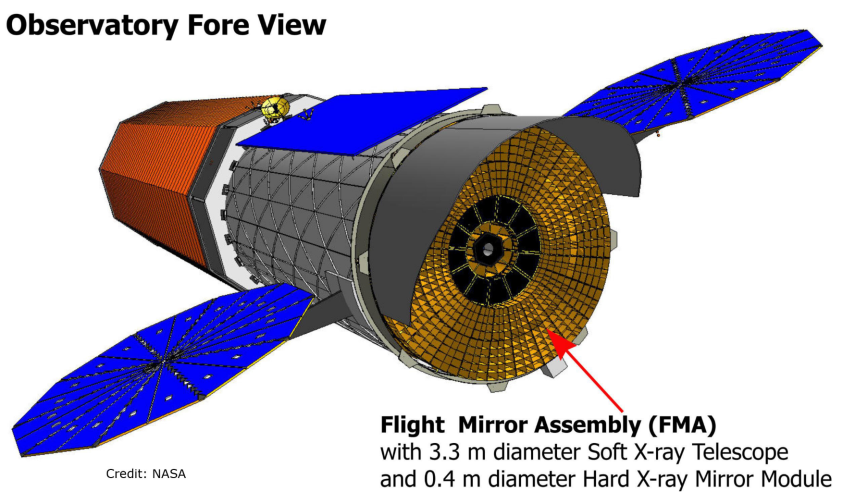 Observatory Fore View
Flight Mirror Assembly (FMA)
with 3.3 m diameter Soft X-ray Telescope
and 0.4 m diameter Hard X-ray Mirror Module
Credit: NASA